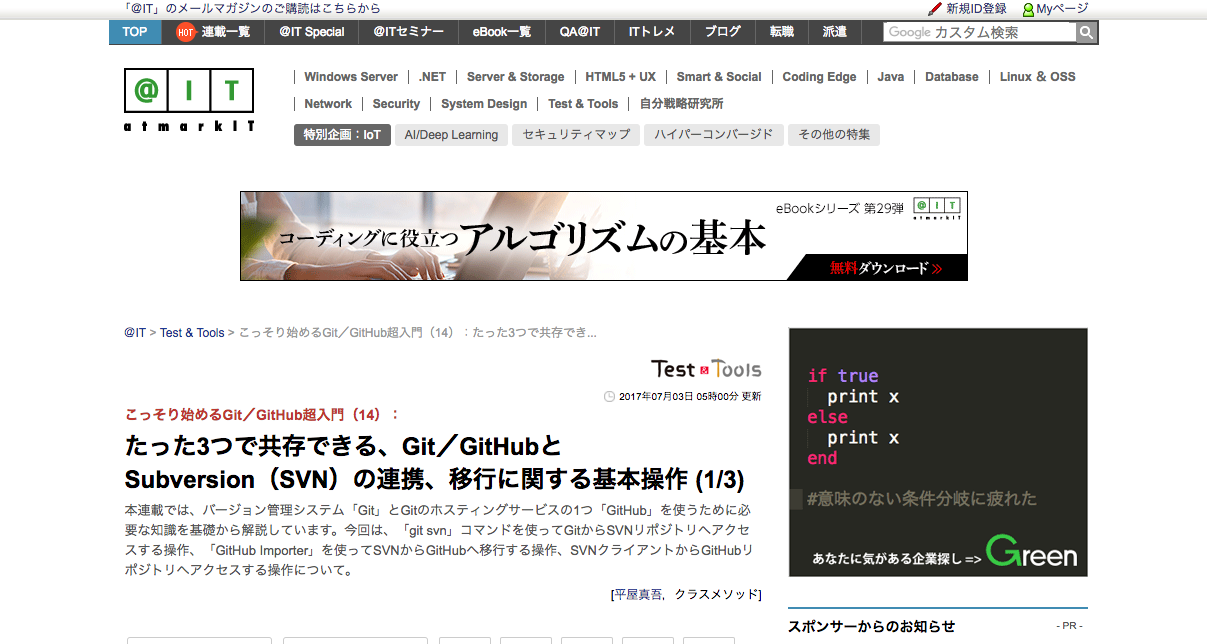 「@IT」のメールマガジンのご購読はこちらから
新規ID登録 Myページ
TOP HOT 連載一覧 @IT Special @ITセミナー eBook一覧 QA@IT ITトレメ ブログ 転職 派遣 Google カスタム検索
@ I T
atmarkIT
Windows Server .NET Server & Storage HTML5 + UX Smart & Social Coding Edge Java Database Linux & OSS
Network Security System Design Test & Tools 自分戦略研究所
特別企画：IoT AI/Deep Learning セキュリティマップ ハイパーコンバージド その他の特集
eBookシリーズ 第29弾 @IT
atmarkIT
コーディングに役立つアルゴリズムの基本
無料ダウンロード
@IT > Test & Tools > こっそり始めるGit／GitHub超入門（14）：たった3つで共存でき...
Test & Tools
2017年07月03日 05時00分 更新
こっそり始めるGit／GitHub超入門（14）：
たった3つで共存できる、Git／GitHubと
Subversion（SVN）の連携、移行に関する基本操作 (1/3)
本連載では、バージョン管理システム「Git」とGitのホスティングサービスの1つ「GitHub」を使うために必
要な知識を基礎から解説しています。今回は、「git svn」コマンドを使ってGitからSVNリポジトリへアクセ
スする操作、「GitHub Importer」を使ってSVNからGitHubへ移行する操作、SVNクライアントからGitHubリ
ポジトリへアクセスする操作について。
[平屋真吾，クラスメソッド]
if true
print x
else
print x
end
#意味のない条件分岐に疲れた
あなたに気がある企業探し => Green
スポンサーからのお知らせ - PR -